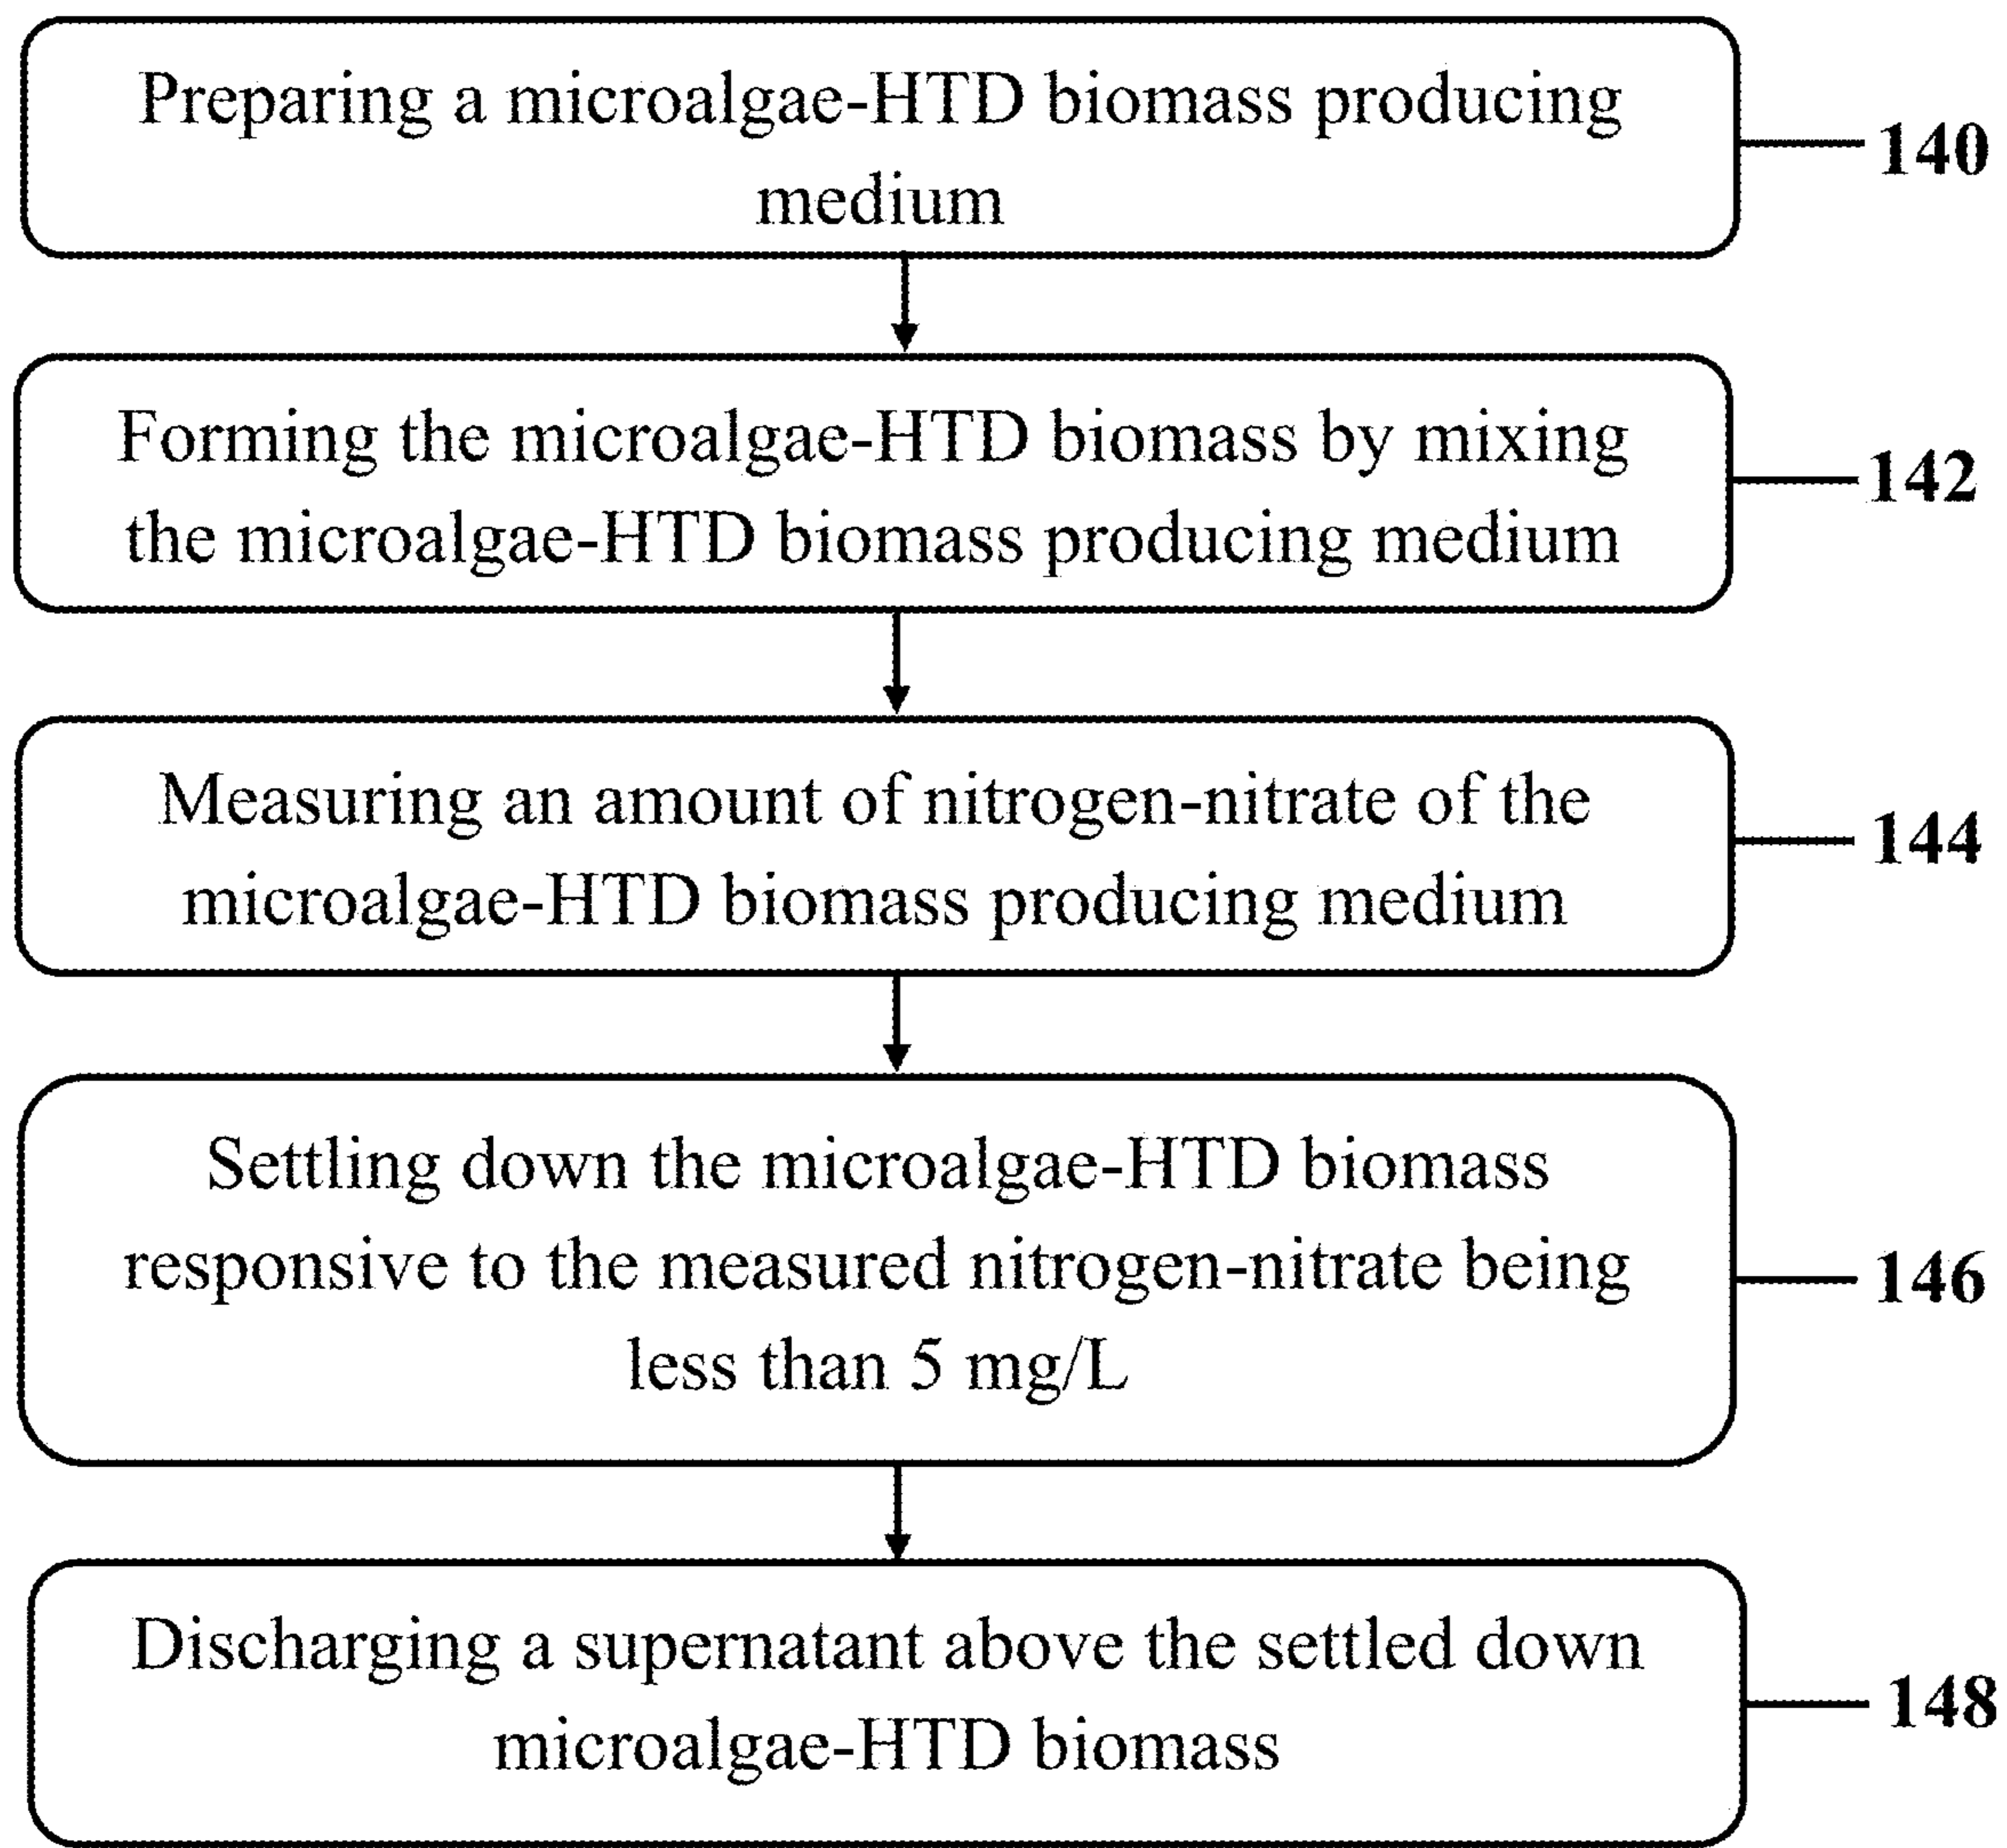 Preparing a microalgae-HTD biomass producing
medium
140
Forming the microalgae-HTD biomass by mixing
the microalgae-HTD biomass producing medium
142
Measuring an amount of nitrogen-nitrate of the
microalgae-HTD biomass producing medium
144
Settling down the microalgae-HTD biomass
responsive to the measured nitrogen-nitrate being
less than 5 mg/L
146
Discharging a supernatant above the settled down
microalgae-HTD biomass
148